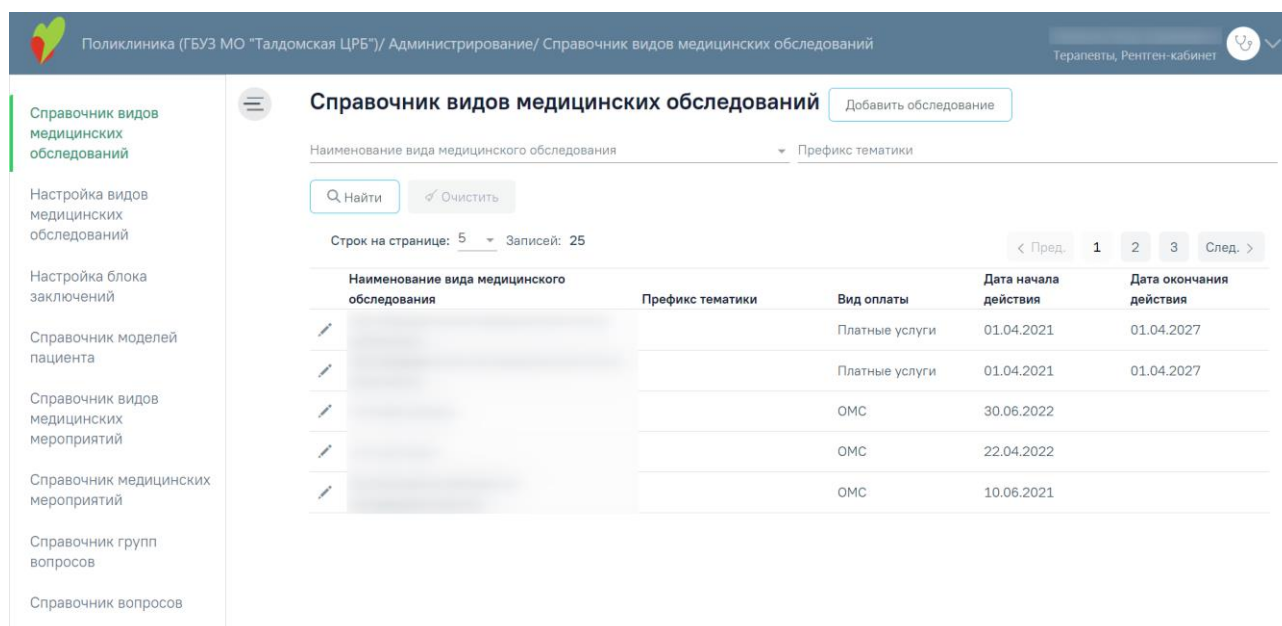 Поликлиника (ГБУЗ МО "Талдомская ЦРБ")/ Администрирование/ Справочник видов медицинских обследований
Терапевты, Рентген-кабинет
Справочник видов
медицинских
обследований
Настройка видов
медицинских
обследований
Настройка блока
заключений
Справочник моделей
пациента
Справочник видов
медицинских
мероприятий
Справочник медицинских
мероприятий
Справочник групп
вопросов
Справочник вопросов
Справочник видов медицинских обследований
Добавить обследование
Наименование вида медицинского обследования
Префикс тематики
Найти
Очистить
Строк на странице: 5 Записей: 25
< Пред. 1 2 3 След. >
Наименование вида медицинского
обследования
Префикс тематики
Вид оплаты
Дата начала
действия
Дата окончания
действия
Платные услуги 01.04.2021 01.04.2027
Платные услуги 01.04.2021 01.04.2027
ОМС 30.06.2022
ОМС 22.04.2022
ОМС 10.06.2021